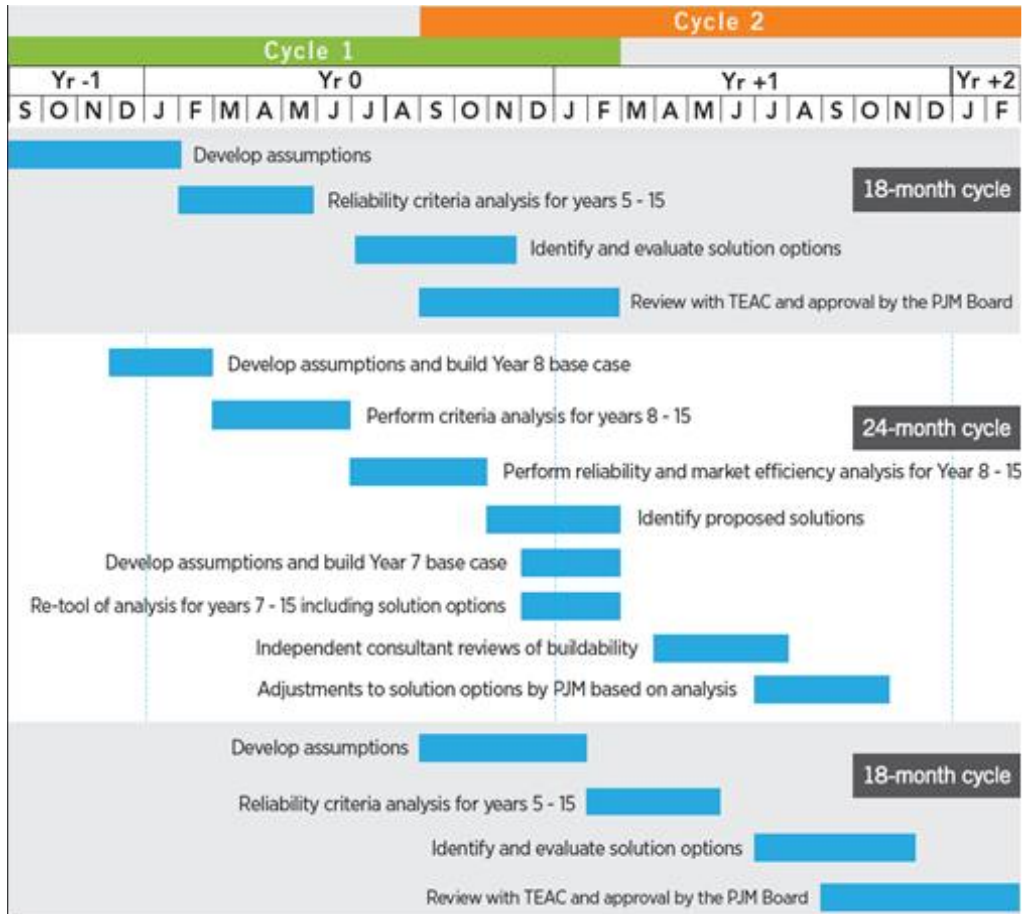 Cycle 2
Cycle 1
Yr -1 Yr 0 Yr +1 Yr +2
S O N D J F M A M J J A S O N D J F M A M J J A S O N D J F
Develop assumptions
18-month cycle
Reliability criteria analysis for years 5 - 15
Identify and evaluate solution options
Review with TEAC and approval by the PJM Board
Develop assumptions and build Year 8 base case
Perform criteria analysis for years 8 - 15
24-month cycle
Perform reliability and market efficiency analysis for Year 8 - 15
Identify proposed solutions
Develop assumptions and build Year 7 base case
Re-tool of analysis for years 7 - 15 including solution options
Independent consultant reviews of buildability
Adjustments to solution options by PJM based on analysis
Develop assumptions
18-month cycle
Reliability criteria analysis for years 5 - 15
Identify and evaluate solution options
Review with TEAC and approval by the PJM Board